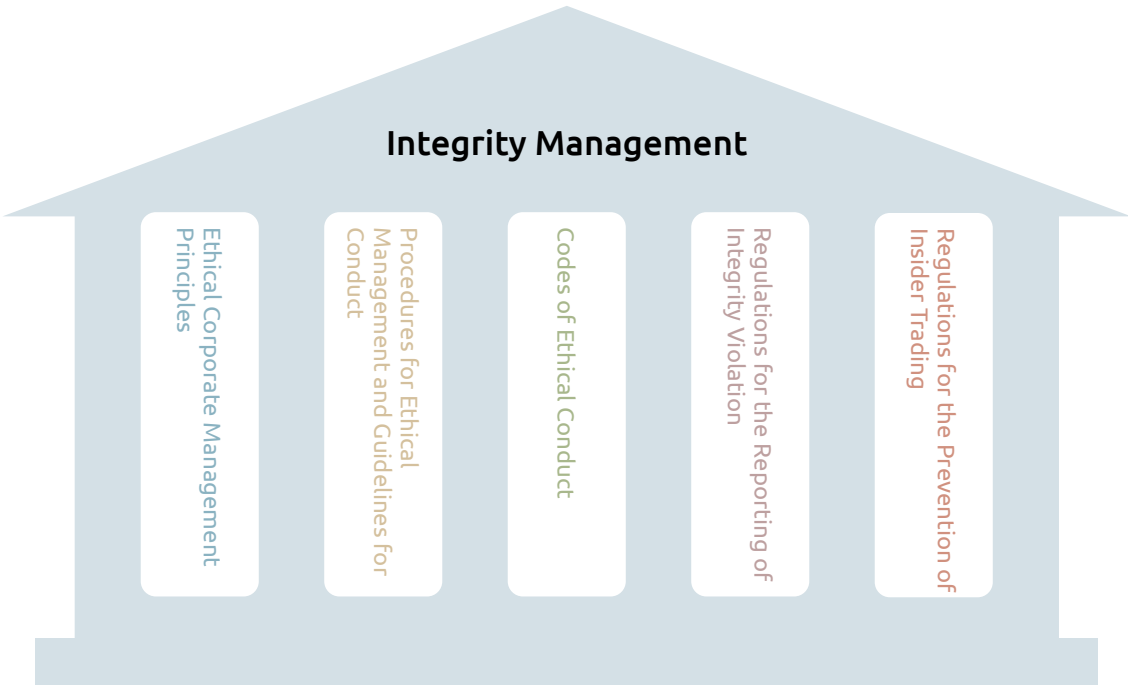 Integrity Management
Ethical Corporate Management
Principles
Procedures for Ethical
Management and Guidelines for
Conduct
Codes of Ethical Conduct
Regulations for the Reporting of
Integrity Violation
Regulations for the Prevention of
Insider Trading